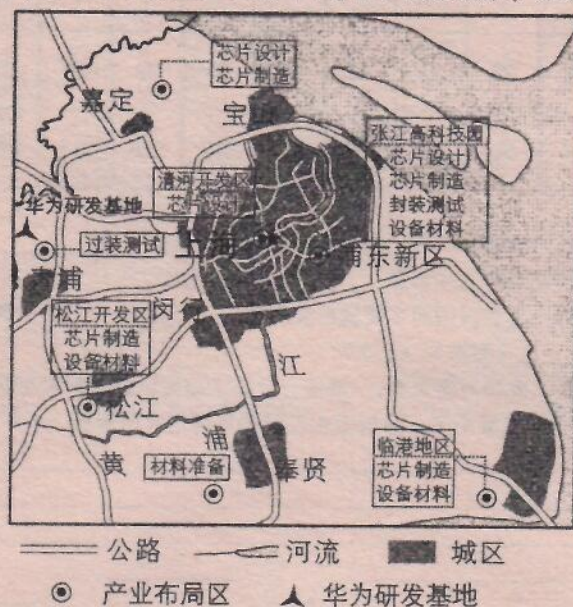 芯片设计
芯片制造
嘉定
宝
张江高科技园
芯片设计
芯片制造
封装测试
设备材料
漕河开发区
芯片设计
华为研发基地
过装测试
上海
浦东新区
浦
松江开发区
芯片制造
设备材料
闵行
江
松江
黄
浦
材料准备
奉贤
临港地区
芯片制造
设备材料
公路
河流
城区
产业布局区
华为研发基地